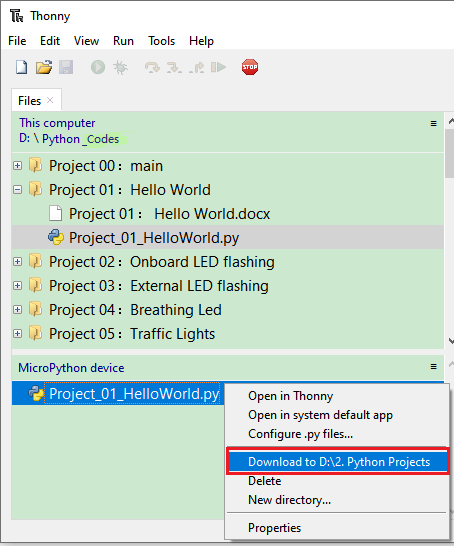 Thonny
File Edit View Run Tools Help
STOP
Files ×
This computer
D: \ Python _Codes
Project 00：main
Project 01：Hello World
Project 01： Hello World.docx
Project_01_HelloWorld.py
Project 02：Onboard LED flashing
Project 03：External LED flashing
Project 04：Breathing Led
Project 05：Traffic Lights
MicroPython device
Project_01_HelloWorld.py
Open in Thonny
Open in system default app
Configure .py files...
Download to D:\2. Python Projects
Delete
New directory...
Properties